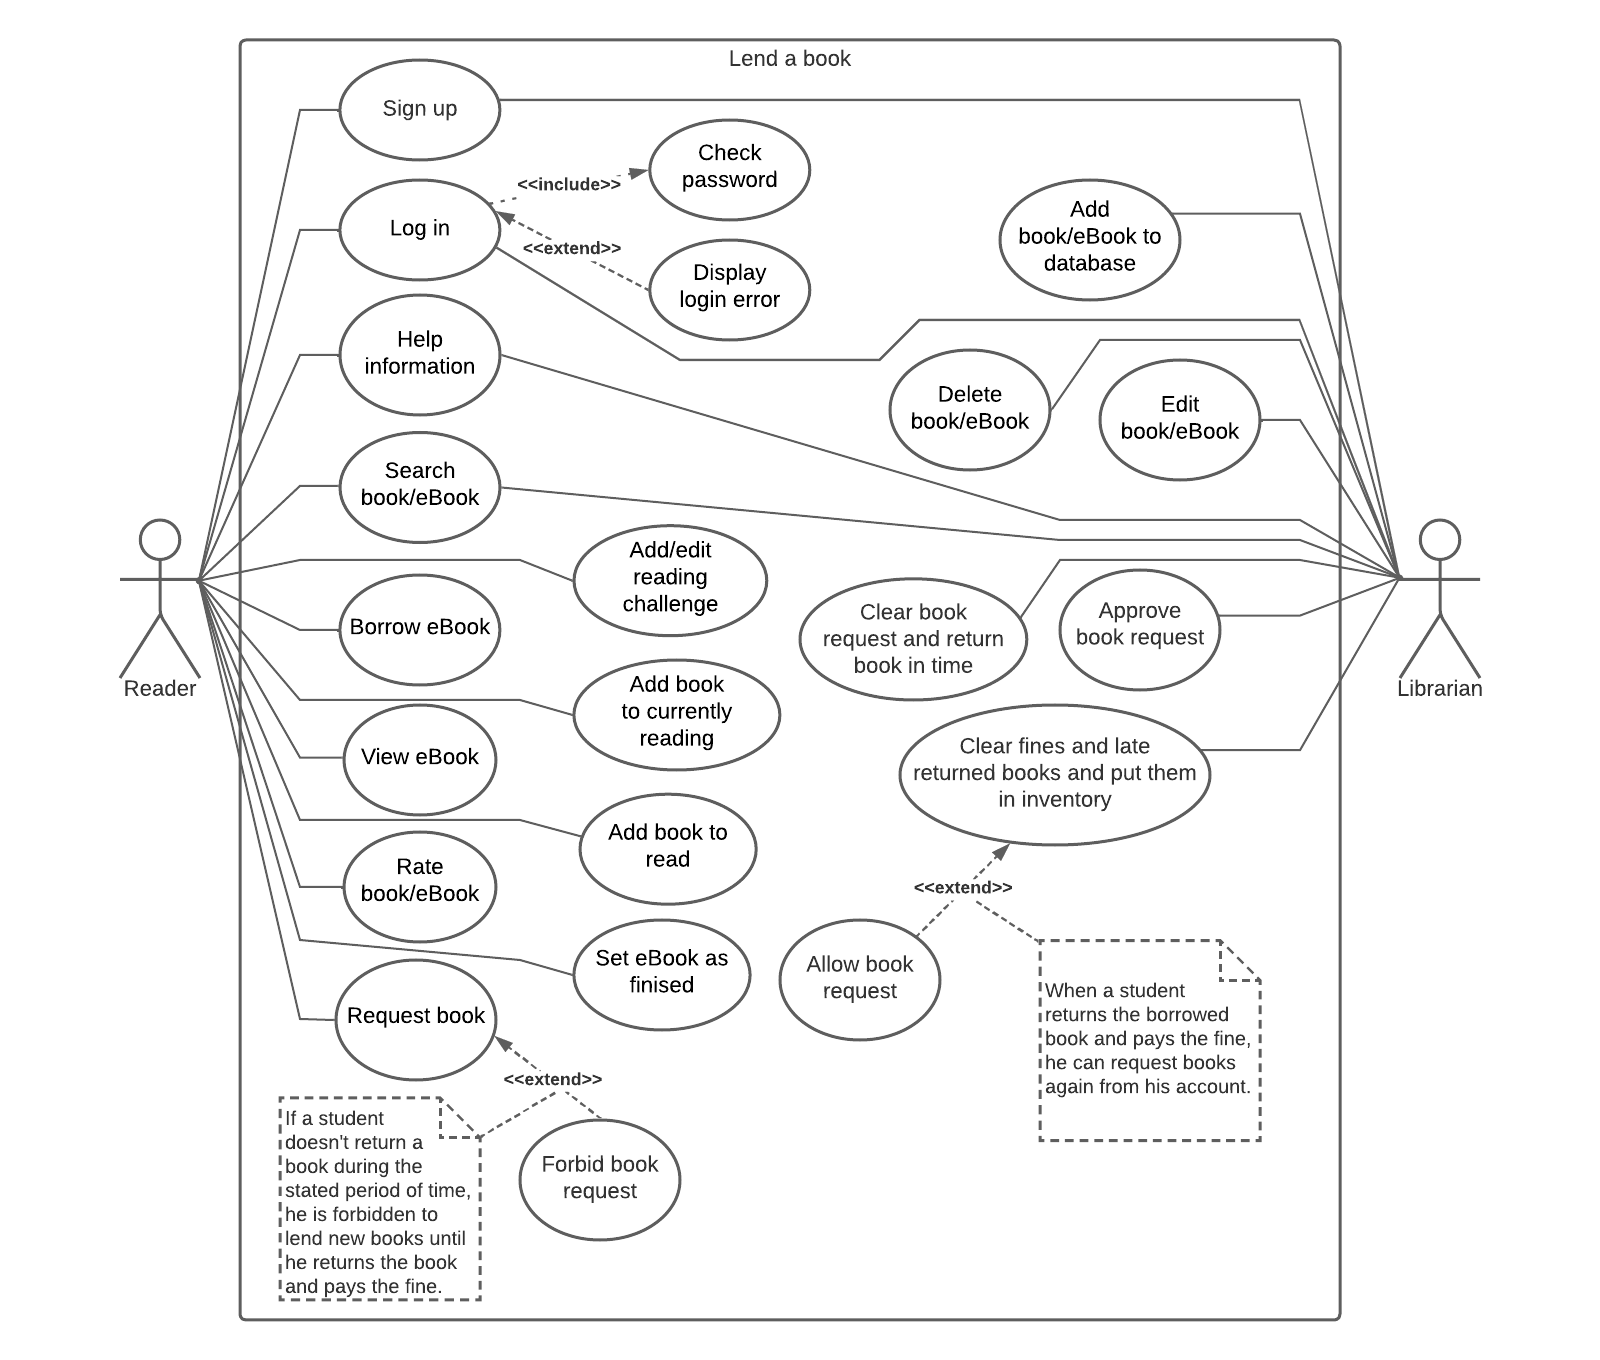 Lend a book
Sign up
Check
password
<<include>>
Log in
<<extend>>
Display
login error
Add
book/eBook to
database
Help
information
Delete
book/eBook
Edit
book/eBook
Search
book/eBook
Add/edit
reading
challenge
Borrow eBook
Clear book
request and return
book in time
Approve
book request
Reader
Librarian
Add book
to currently
reading
View eBook
Clear fines and late
returned books and put them
in inventory
Add book to
read
Rate
book/eBook
<<extend>>
Set eBook as
finised
Allow book
request
When a student
returns the borrowed
book and pays the fine,
he can request books
again from his account.
Request book
<<extend>>
If a student
doesn't return a
book during the
stated period of time,
he is forbidden to
lend new books until
he returns the book
and pays the fine.
Forbid book
request